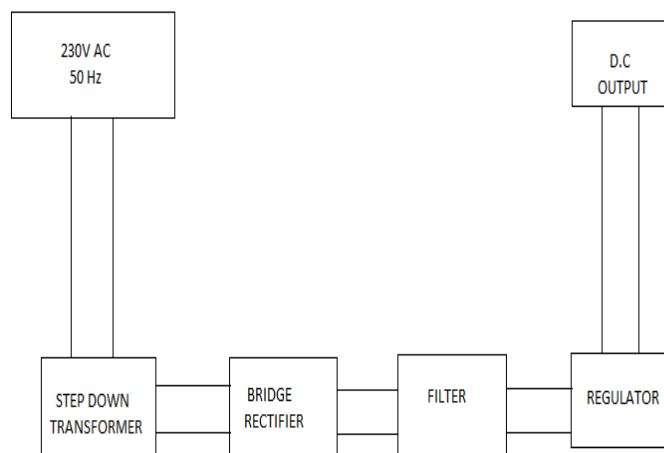 230V AC
50 Hz
D.C
OUTPUT
STEP DOWN
TRANSFORMER
BRIDGE
RECTIFIER
FILTER
REGULATOR